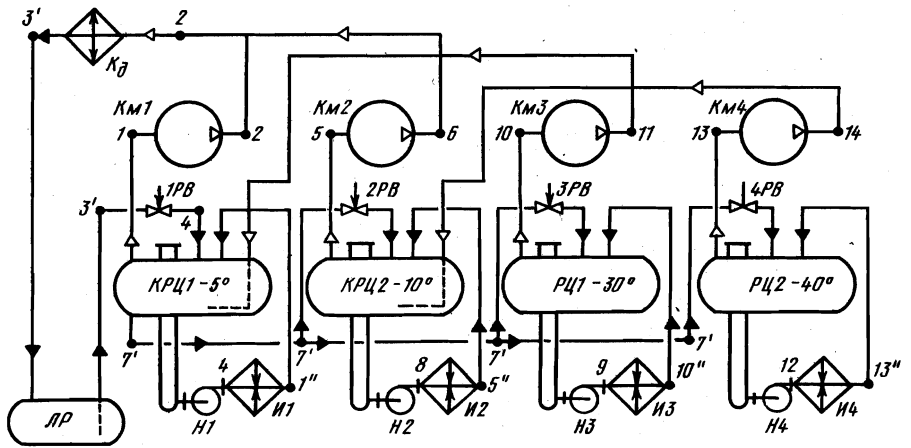 3' 2
Кд
Км1 Км2 Км3 Км4
1 2 5 6 10 11 13 14
1РВ 2РВ 3РВ 4РВ
3' 4
КРЦ1-5° КРЦ2-10° РЦ1-30° РЦ2-40°
7' 7' 7' 7'
4 8 9 12
1" 5" 10" 13"
ЛР Н1 И1 Н2 И2 Н3 И3 Н4 И4